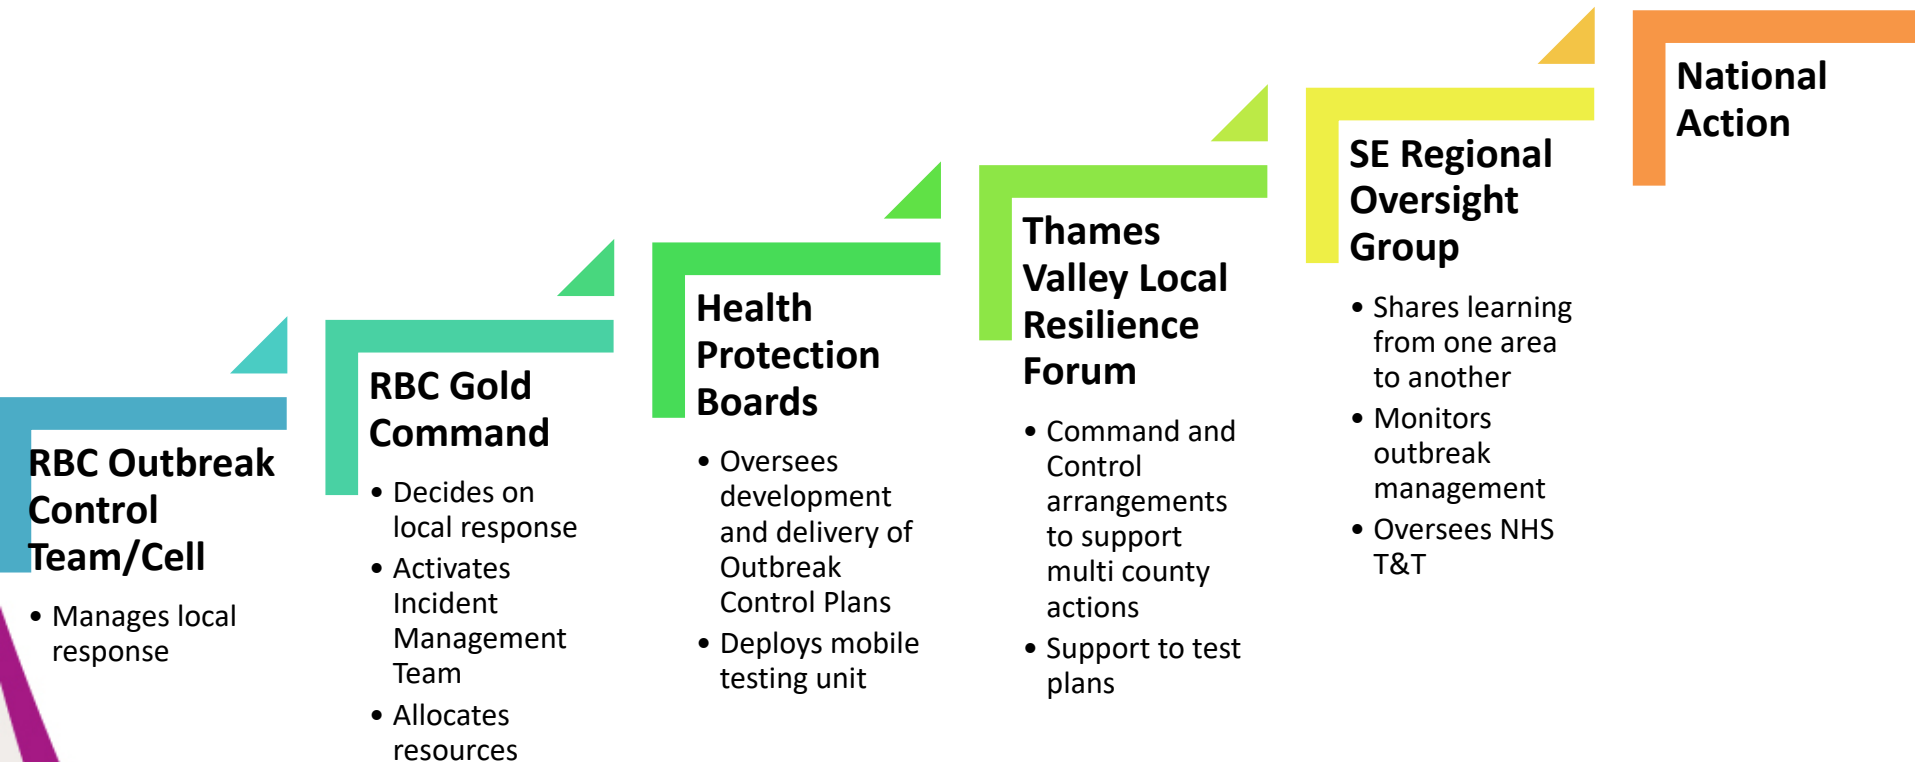 RBC Outbreak
Control
Team/Cell
• Manages local
response
RBC Gold
Command
• Decides on
local response
• Activates
Incident
Management
Team
• Allocates
resources
Health
Protection
Boards
• Oversees
development
and delivery of
Outbreak
Control Plans
• Deploys mobile
testing unit
Thames
Valley Local
Resilience
Forum
• Command and
Control
arrangements
to support
multi county
actions
• Support to test
plans
SE Regional
Oversight
Group
• Shares learning
from one area
to another
• Monitors
outbreak
management
• Oversees NHS
T&T
National
Action